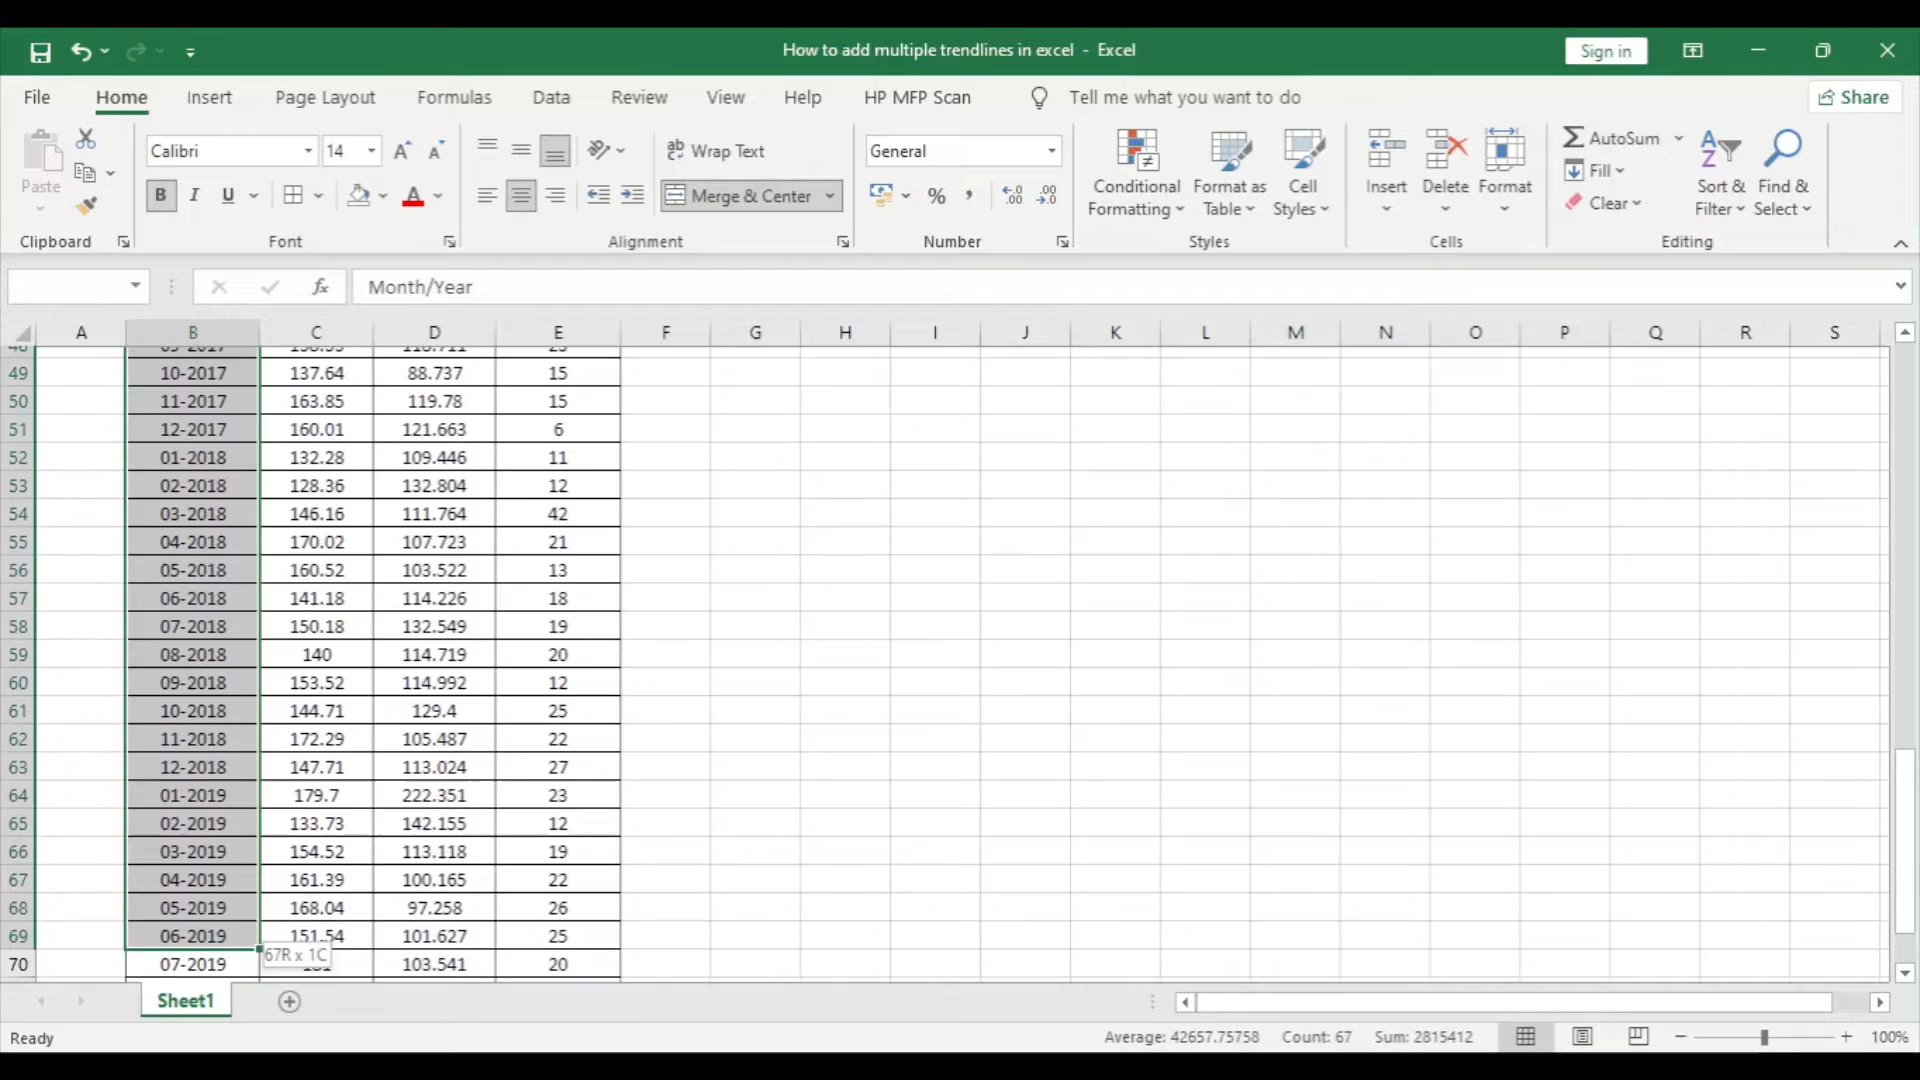 How to add multiple trendlines in excel - Excel
Sign in
File Home Insert Page Layout Formulas Data Review View Help HP MFP Scan Tell me what you want to do Share
Paste
Calibri 14
B I U
Wrap Text
Merge & Center
General
%
Conditional Formatting
Format as Table
Cell Styles
Insert Delete Format
AutoSum
Fill
Clear
Sort & Filter
Find & Select
Clipboard Font Alignment Number Styles Cells Editing
fx Month/Year
A B C D E F G H I J K L M N O P Q R S
49 10-2017 137.64 88.737 15
50 11-2017 163.85 119.78 15
51 12-2017 160.01 121.663 6
52 01-2018 132.28 109.446 11
53 02-2018 128.36 132.804 12
54 03-2018 146.16 111.764 42
55 04-2018 170.02 107.723 21
56 05-2018 160.52 103.522 13
57 06-2018 141.18 114.226 18
58 07-2018 150.18 132.549 19
59 08-2018 140 114.719 20
60 09-2018 153.52 114.992 12
61 10-2018 144.71 129.4 25
62 11-2018 172.29 105.487 22
63 12-2018 147.71 113.024 27
64 01-2019 179.7 222.351 23
65 02-2019 133.73 142.155 12
66 03-2019 154.52 113.118 19
67 04-2019 161.39 100.165 22
68 05-2019 168.04 97.258 26
69 06-2019 151.54 101.627 25
67R x 1C
70 07-2019 103.541 20
Sheet1
Ready Average: 42657.75758 Count: 67 Sum: 2815412 100%